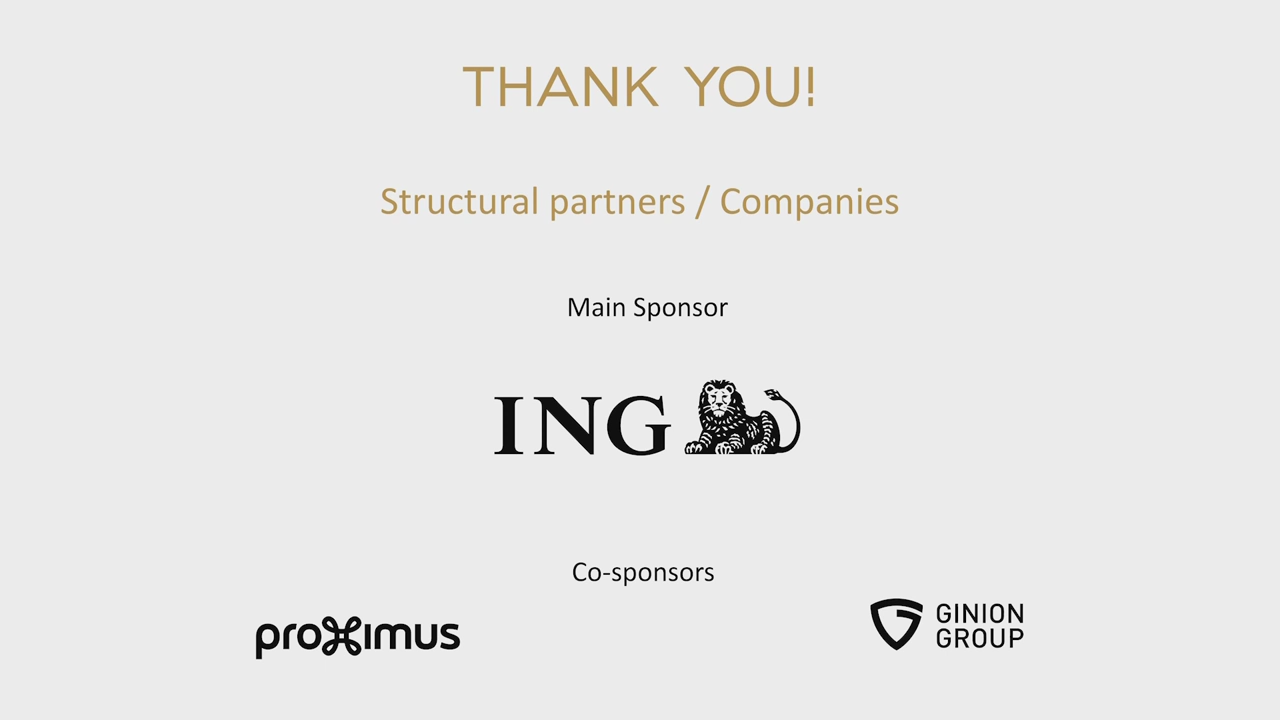 THANK YOU!
Structural partners / Companies
Main Sponsor
ING
Co-sponsors
proximus
GINION
GROUP